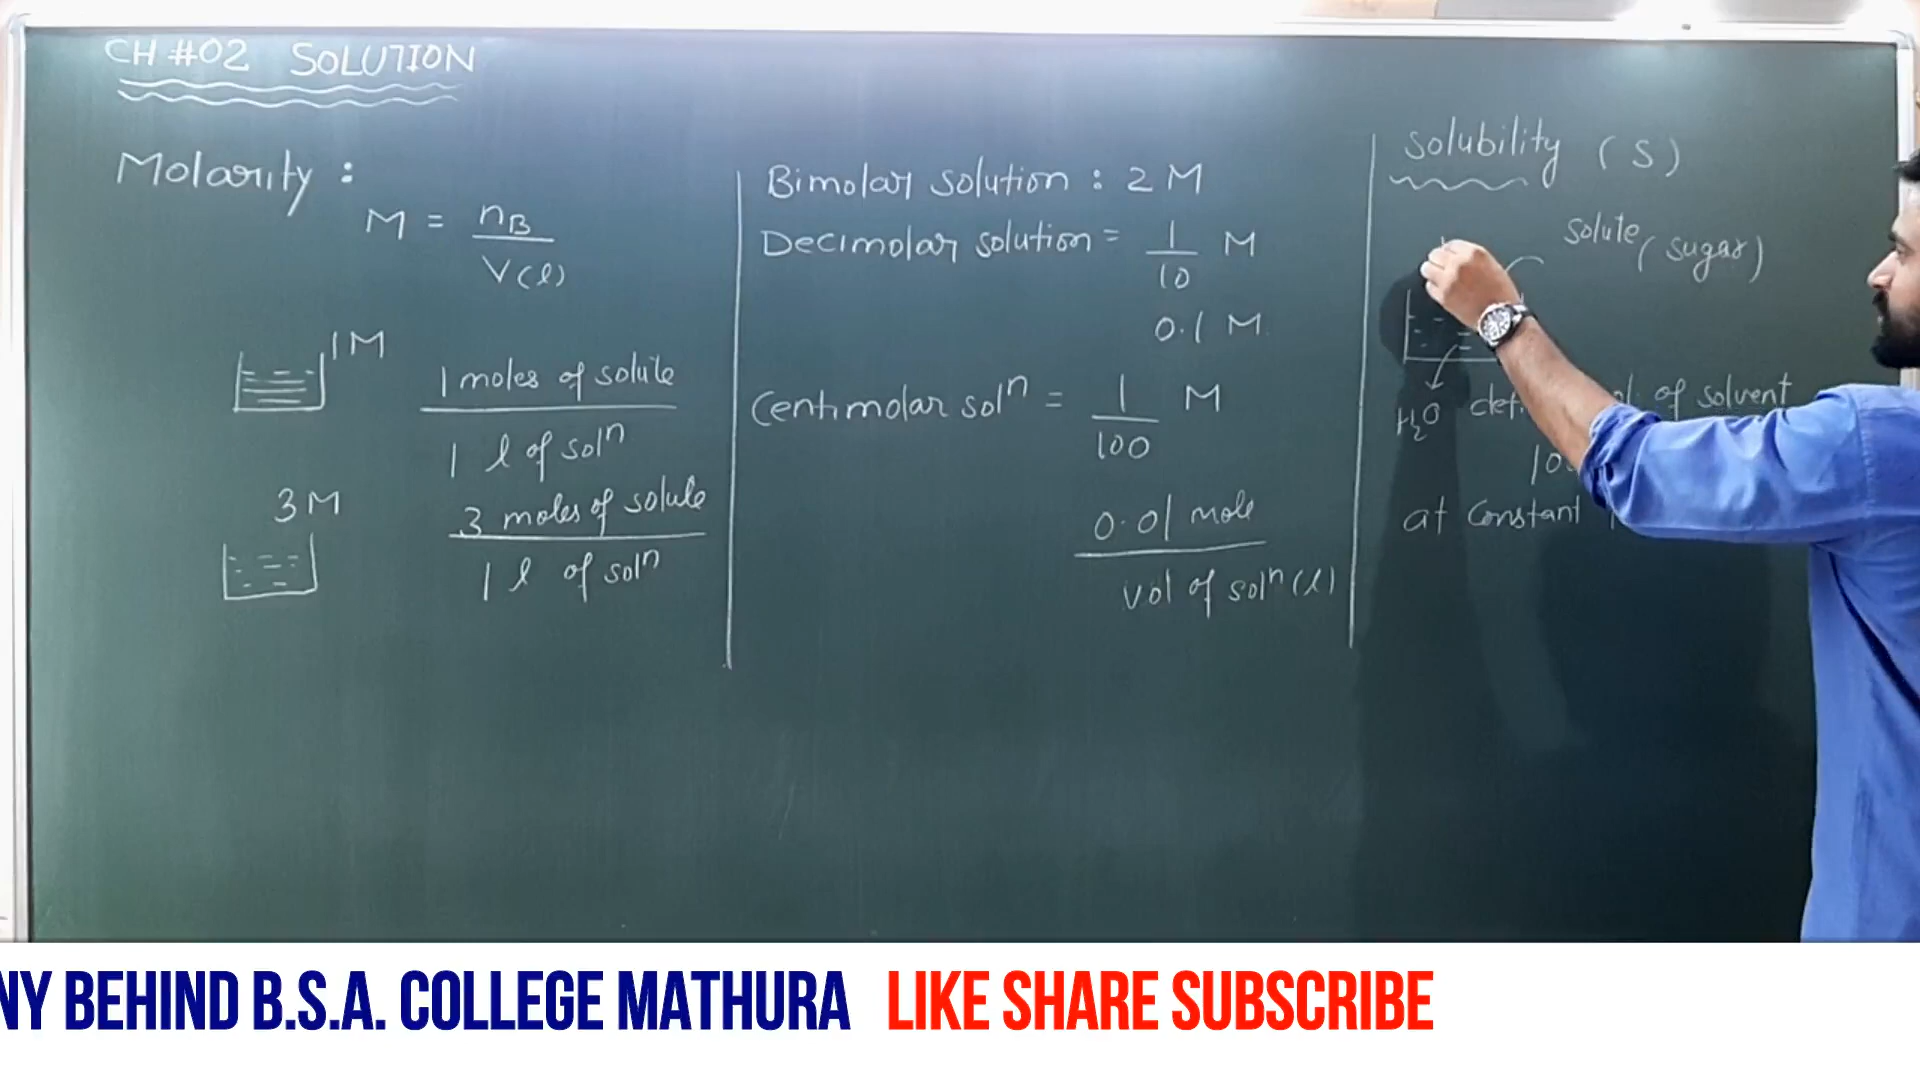 CH #02 SOLUTION
Molarity :
M = nB
V(l)
1M
1 moles of solute
1 l of solⁿ
3 M
3 moles of solute
1 l of solⁿ
Bimolar solution : 2 M
Decimolar solution = 1 M
10
0.1 M
Centimolar solⁿ = 1 M
100
0.01 mole
vol of solⁿ (l)
Solubility (S)
Solute (sugar)
H2O
of solvent
at constant
NY BEHIND B.S.A. COLLEGE MATHURA LIKE SHARE SUBSCRIBE